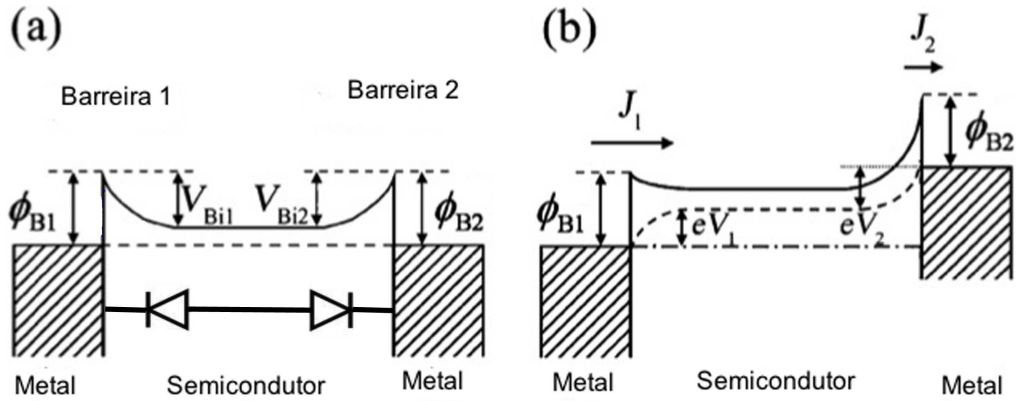 (a)
Barreira 1
Barreira 2
ϕB1
VBi1
VBi2
ϕB2
Metal
Semicondutor
Metal
(b)
J1
J2
ϕB1
eV1
eV2
ϕB2
Metal
Semicondutor
Metal